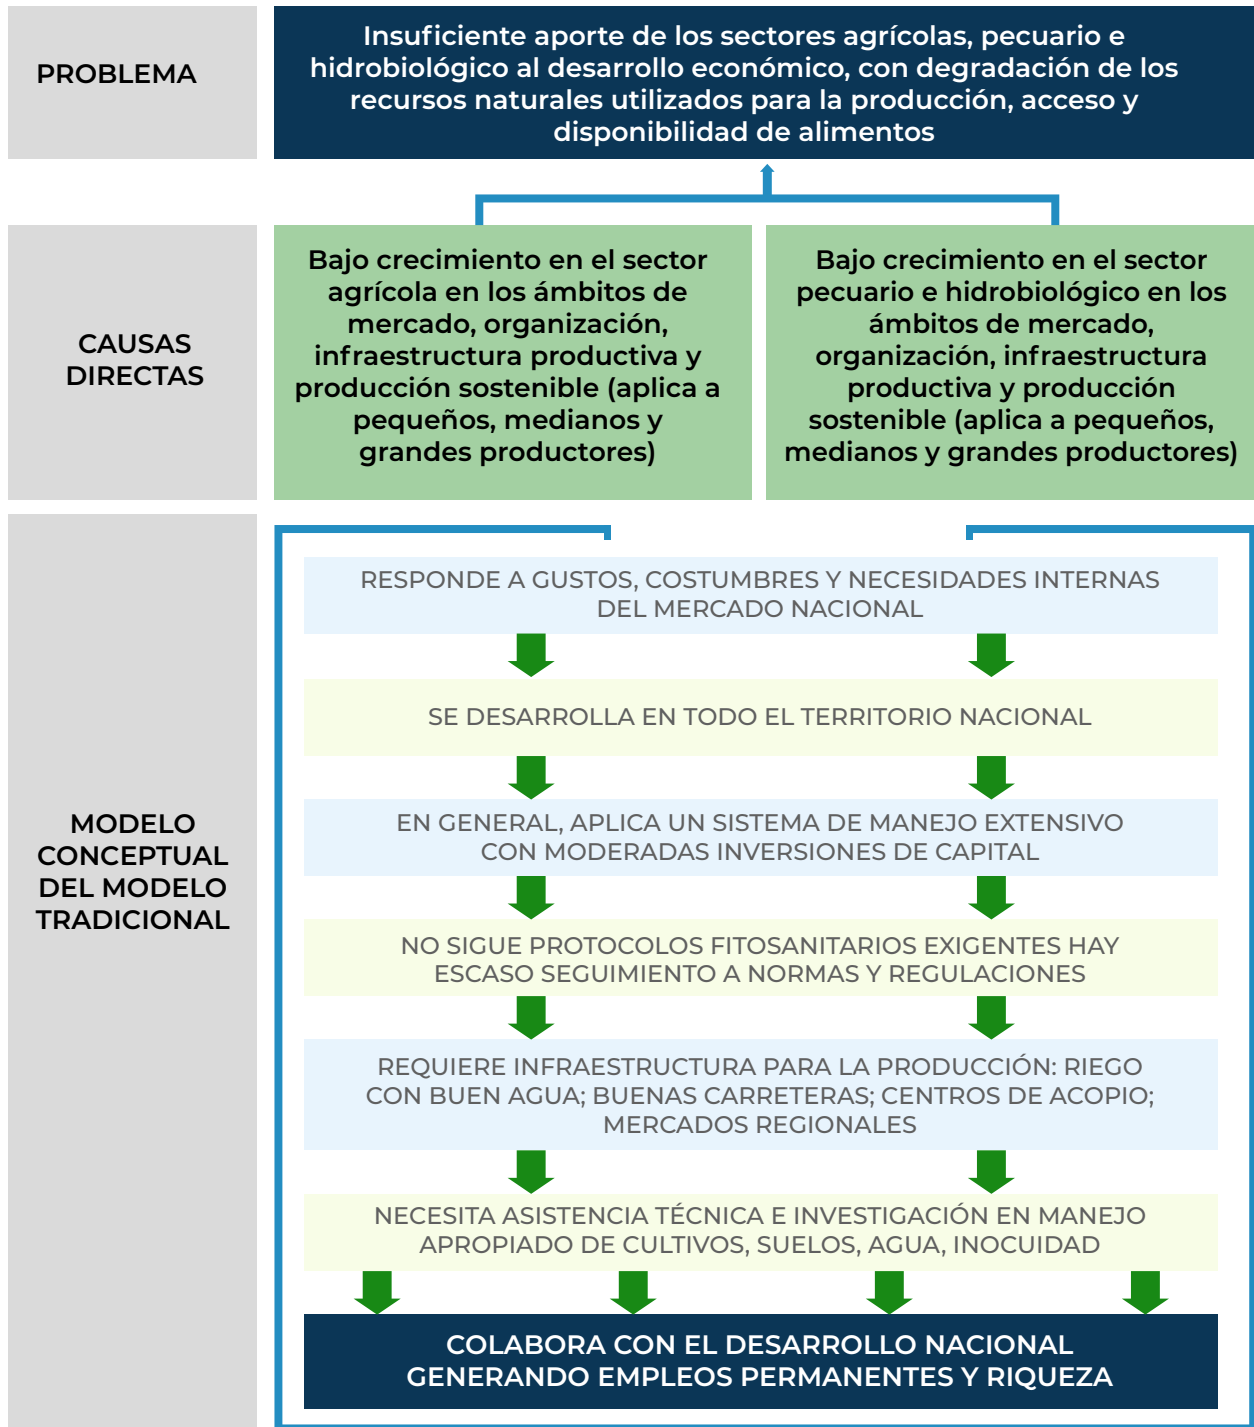 PROBLEMA
Insuficiente aporte de los sectores agrícolas, pecuario e
hidrobiológico al desarrollo económico, con degradación de los
recursos naturales utilizados para la producción, acceso y
disponibilidad de alimentos
CAUSAS
DIRECTAS
Bajo crecimiento en el sector
agrícola en los ámbitos de
mercado, organización,
infraestructura productiva y
producción sostenible (aplica a
pequeños, medianos y
grandes productores)
Bajo crecimiento en el sector
pecuario e hidrobiológico en los
ámbitos de mercado,
organización, infraestructura
productiva y producción
sostenible (aplica a pequeños,
medianos y grandes productores)
MODELO
CONCEPTUAL
DEL MODELO
TRADICIONAL
RESPONDE A GUSTOS, COSTUMBRES Y NECESIDADES INTERNAS
DEL MERCADO NACIONAL
SE DESARROLLA EN TODO EL TERRITORIO NACIONAL
EN GENERAL, APLICA UN SISTEMA DE MANEJO EXTENSIVO
CON MODERADAS INVERSIONES DE CAPITAL
NO SIGUE PROTOCOLOS FITOSANITARIOS EXIGENTES HAY
ESCASO SEGUIMIENTO A NORMAS Y REGULACIONES
REQUIERE INFRAESTRUCTURA PARA LA PRODUCCIÓN: RIEGO
CON BUEN AGUA; BUENAS CARRETERAS; CENTROS DE ACOPIO;
MERCADOS REGIONALES
NECESITA ASISTENCIA TÉCNICA E INVESTIGACIÓN EN MANEJO
APROPIADO DE CULTIVOS, SUELOS, AGUA, INOCUIDAD
COLABORA CON EL DESARROLLO NACIONAL
GENERANDO EMPLEOS PERMANENTES Y RIQUEZA